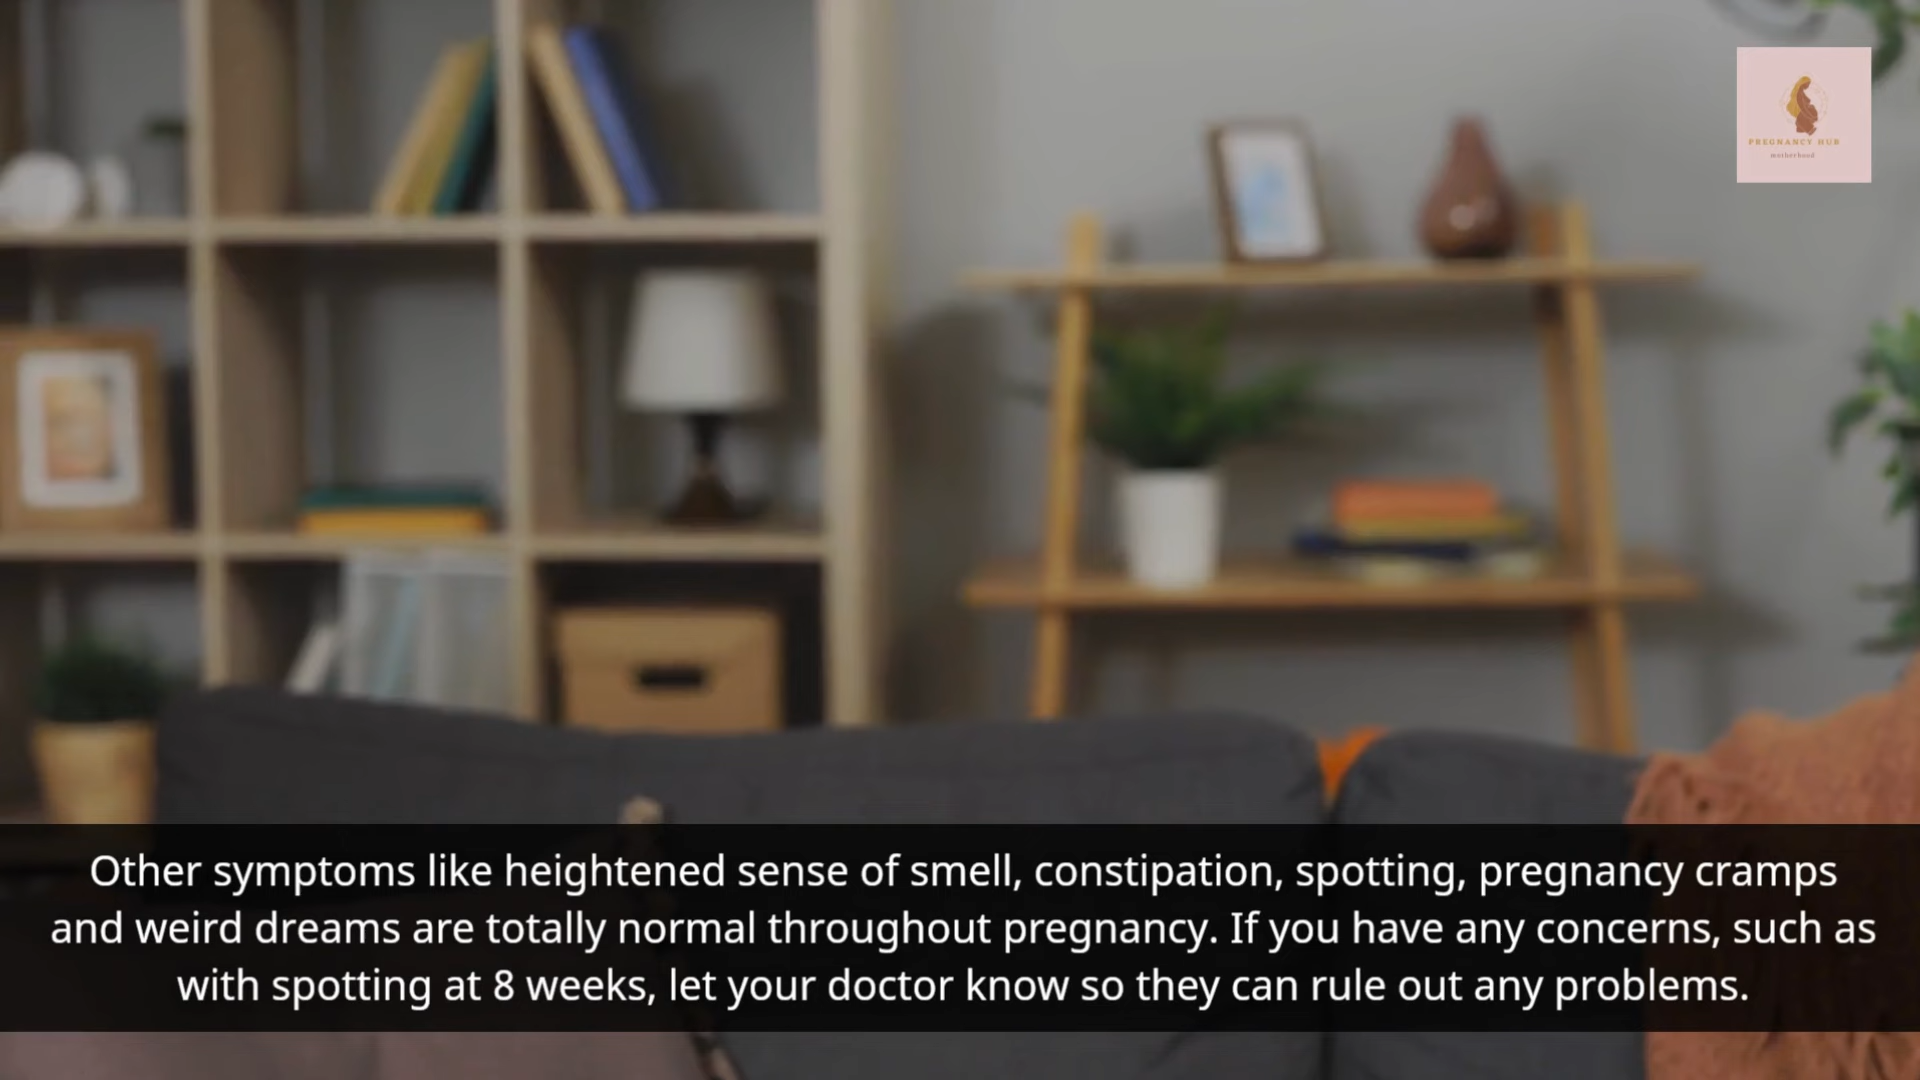 PREGNANCY HUB
motherhood
Other symptoms like heightened sense of smell, constipation, spotting, pregnancy cramps
and weird dreams are totally normal throughout pregnancy. If you have any concerns, such as
with spotting at 8 weeks, let your doctor know so they can rule out any problems.